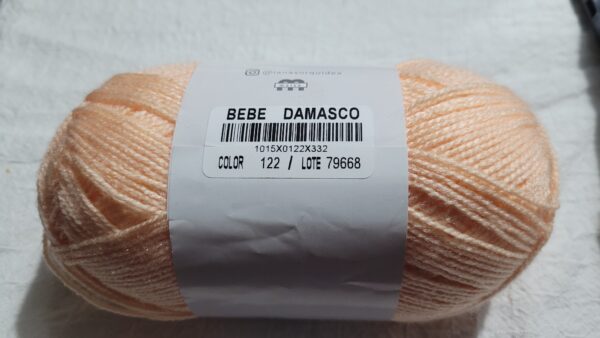 BEBE DAMASCO
1015X0122X332
COLOR 122 / LOTE 79668